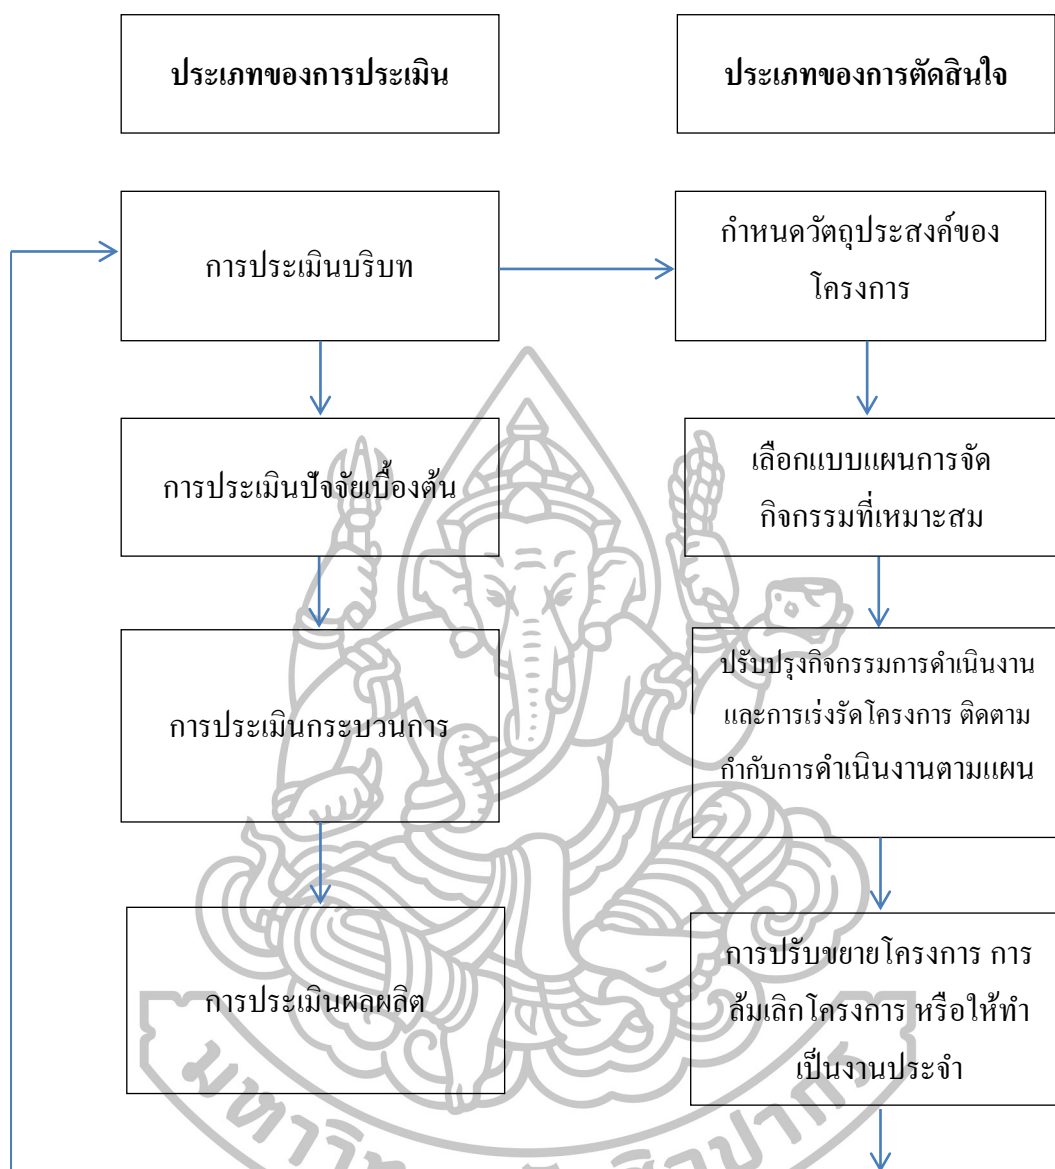 ประเภทของการประเมิน
ประเภทของการตัดสินใจ
การประเมินบริบท
กำหนดวัตถุประสงค์ของ
โครงการ
การประเมินปัจจัยเบื้องต้น
เลือกแบบแผนการจัด
กิจกรรมที่เหมาะสม
การประเมินกระบวนการ
ปรับปรุงกิจกรรมการดำเนินงาน
และการเร่งรัดโครงการ ติดตาม
กำกับการดำเนินงานตามแผน
การประเมินผลผลิต
การปรับขยายโครงการ การ
ล้มเลิกโครงการ หรือให้ทำ
เป็นงานประจำ